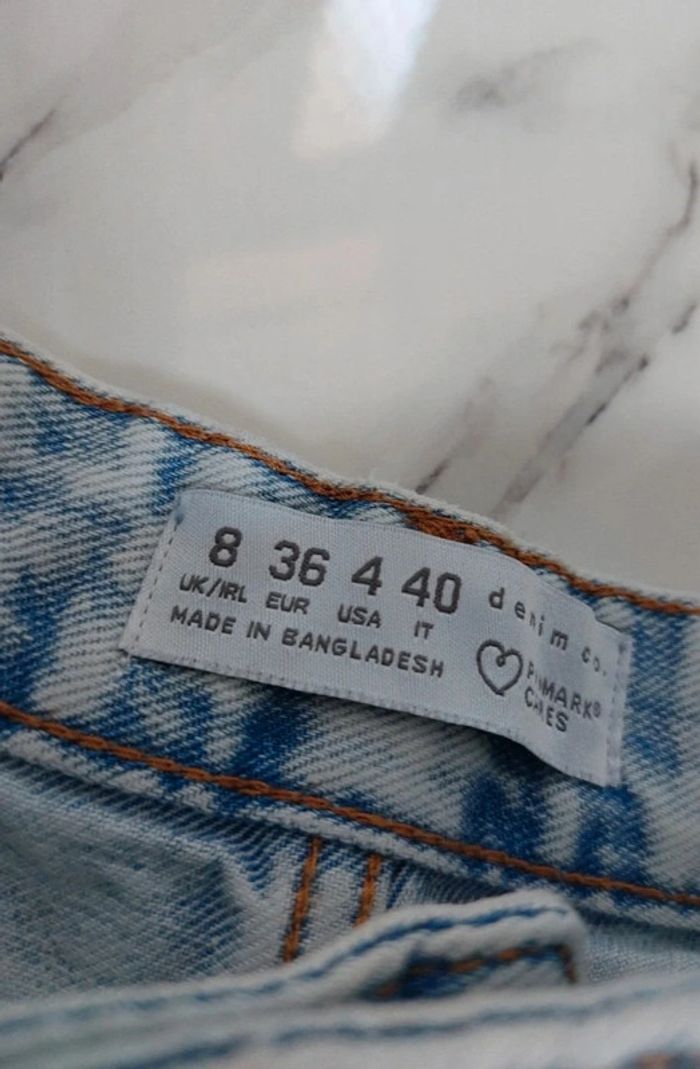 8 36 4 40
UK/IRL EUR USA IT
MADE IN BANGLADESH
denim co.
PRIMARK®
CARES